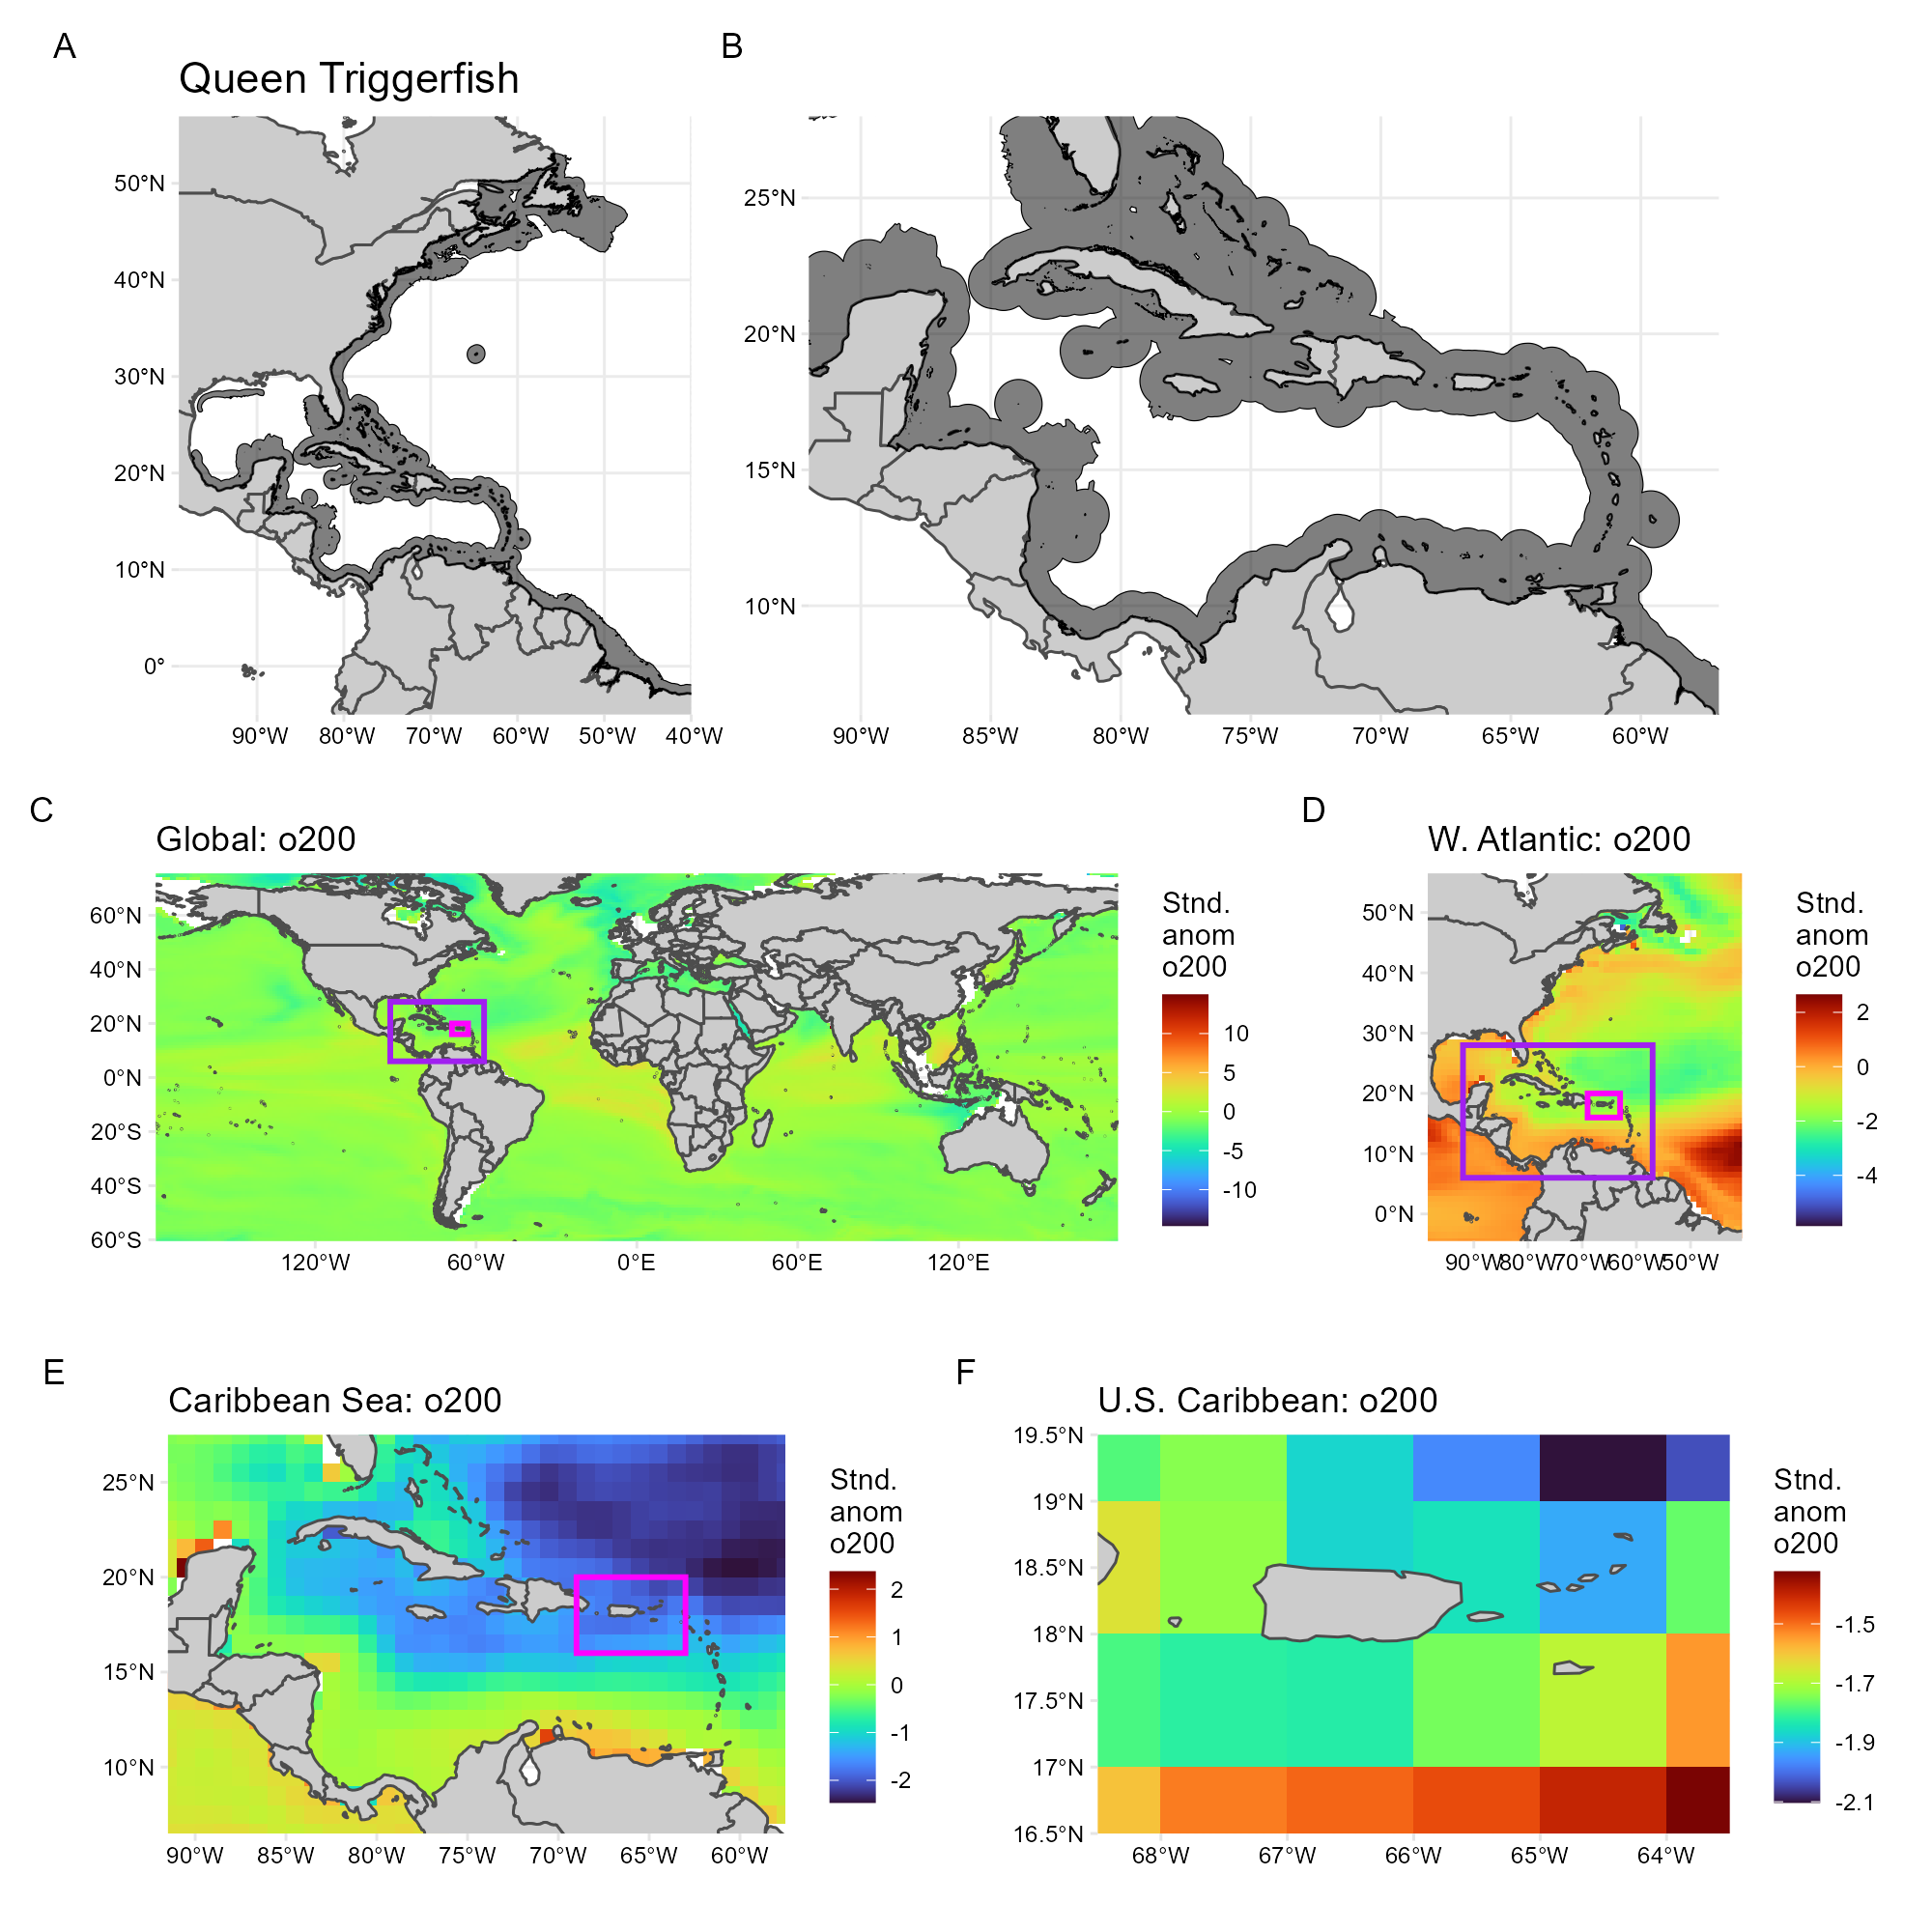 A
B
Queen Triggerfish
50°N
40°N
30°N
20°N
10°N
0°
90°W 80°W 70°W 60°W 50°W 40°W
25°N
20°N
15°N
10°N
90°W 85°W 80°W 75°W 70°W 65°W 60°W
C
Global: o200
60°N
40°N
20°N
0°N
20°S
40°S
60°S
120°W 60°W 0°E 60°E 120°E
Stnd.
anom
o200
10
5
0
-5
-10
D
W. Atlantic: o200
50°N
40°N
30°N
20°N
10°N
0°N
90°W 80°W 70°W 60°W 50°W
Stnd.
anom
o200
2
0
-2
-4
E
Caribbean Sea: o200
25°N
20°N
15°N
10°N
90°W 85°W 80°W 75°W 70°W 65°W 60°W
Stnd.
anom
o200
2
1
0
-1
-2
F
U.S. Caribbean: o200
19.5°N
19°N
18.5°N
18°N
17.5°N
17°N
16.5°N
68°W 67°W 66°W 65°W 64°W
Stnd.
anom
o200
-1.5
-1.7
-1.9
-2.1